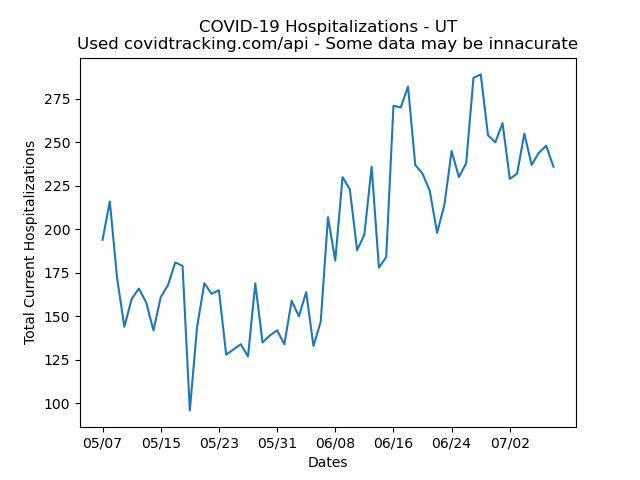 COVID-19 Hospitalizations - UT
Used covidtracking.com/api - Some data may be innacurate
Total Current Hospitalizations
275
250
225
200
175
150
125
100
05/07 05/15 05/23 05/31 06/08 06/16 06/24 07/02
Dates